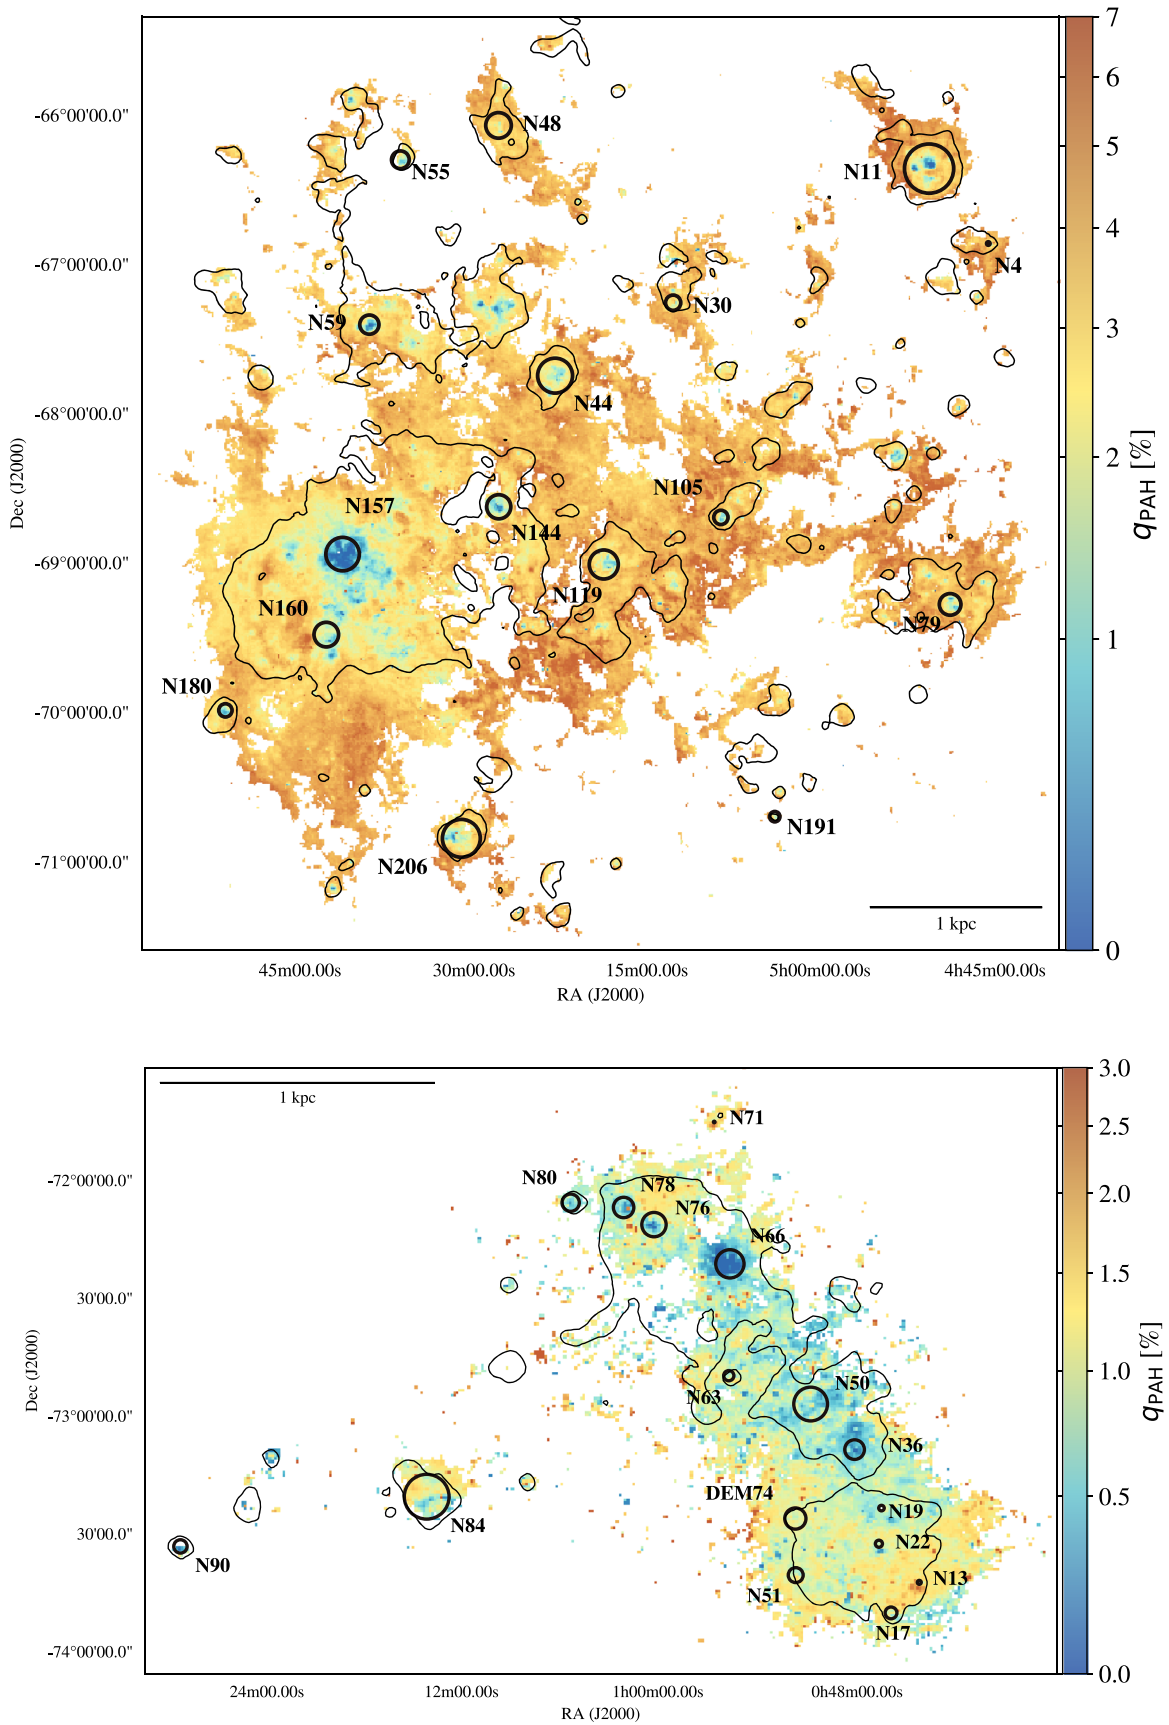 -66°00'00.0"
-67°00'00.0"
-68°00'00.0"
-69°00'00.0"
-70°00'00.0"
-71°00'00.0"
Dec (J2000)
N48
N55
N11
N4
N30
N59
N44
N105
N157
N144
N119
N160
N79
N180
N191
N206
1 kpc
45m00.00s 30m00.00s 15m00.00s 5h00m00.00s 4h45m00.00s
RA (J2000)
7
6
5
4
3
2
1
0
qPAH [%]
1 kpc
N71
N80
N78
N76
N66
N63
N50
N36
DEM74
N19
N22
N84
N90
N13
N51
N17
-72°00'00.0"
30'00.0"
-73°00'00.0"
30'00.0"
-74°00'00.0"
Dec (J2000)
24m00.00s 12m00.00s 1h00m00.00s 0h48m00.00s
RA (J2000)
3.0
2.5
2.0
1.5
1.0
0.5
0.0
qPAH [%]